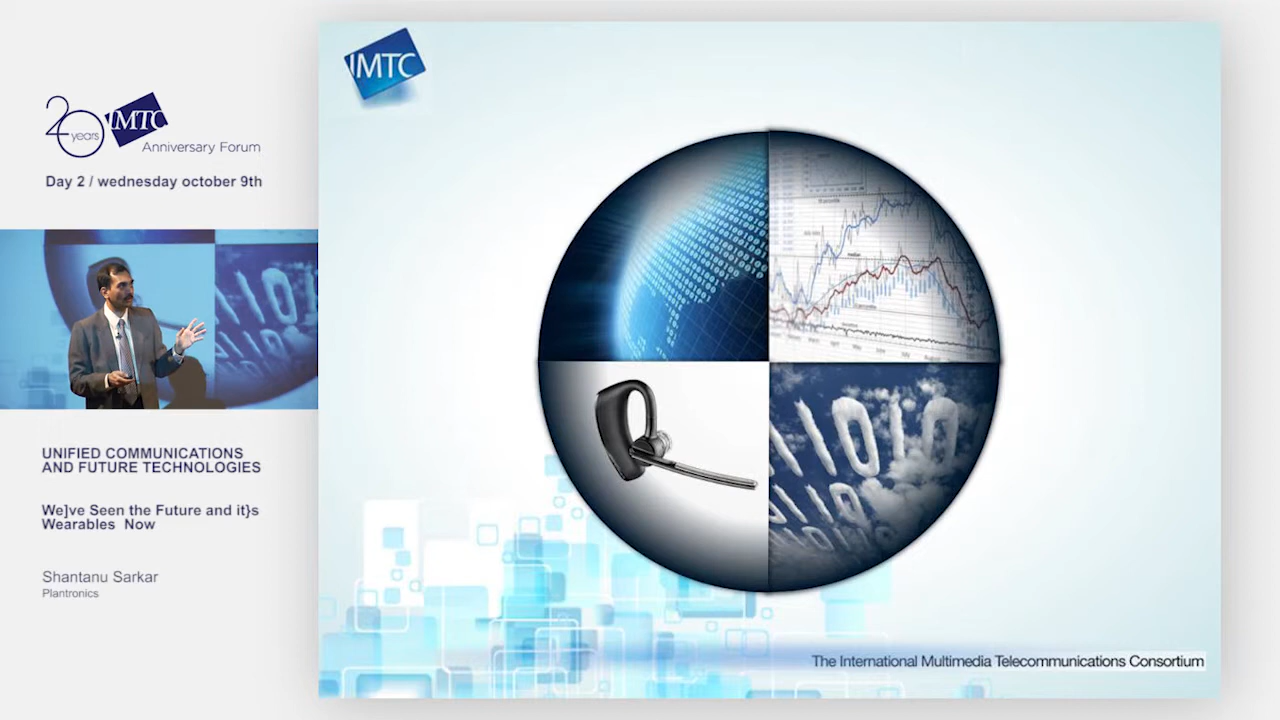 20 years IMTC
Anniversary Forum
Day 2 / wednesday october 9th
UNIFIED COMMUNICATIONS
AND FUTURE TECHNOLOGIES
We]ve Seen the Future and it}s
Wearables Now
Shantanu Sarkar
Plantronics
IMTC
The International Multimedia Telecommunications Consortium